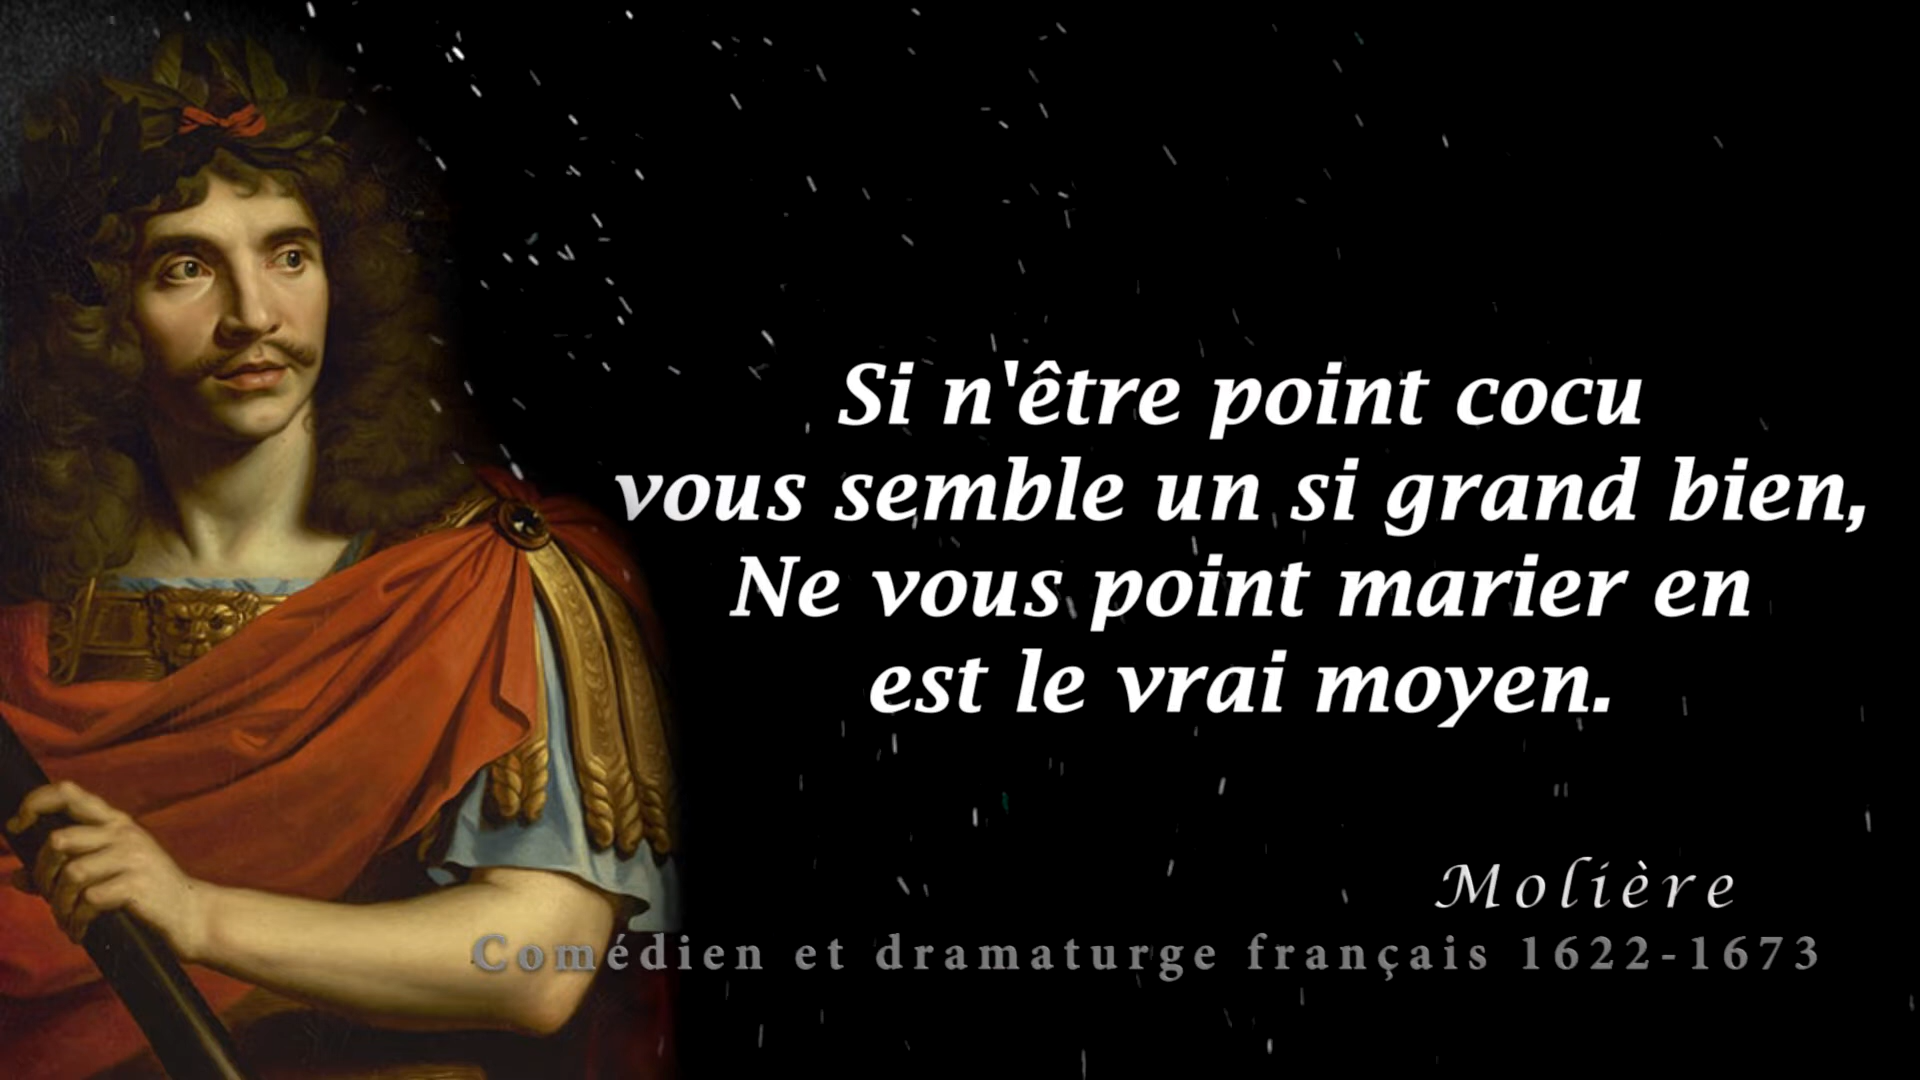 Si n'être point cocu
vous semble un si grand bien,
Ne vous point marier en
est le vrai moyen.
Molière
Comédien et dramaturge français 1622-1673